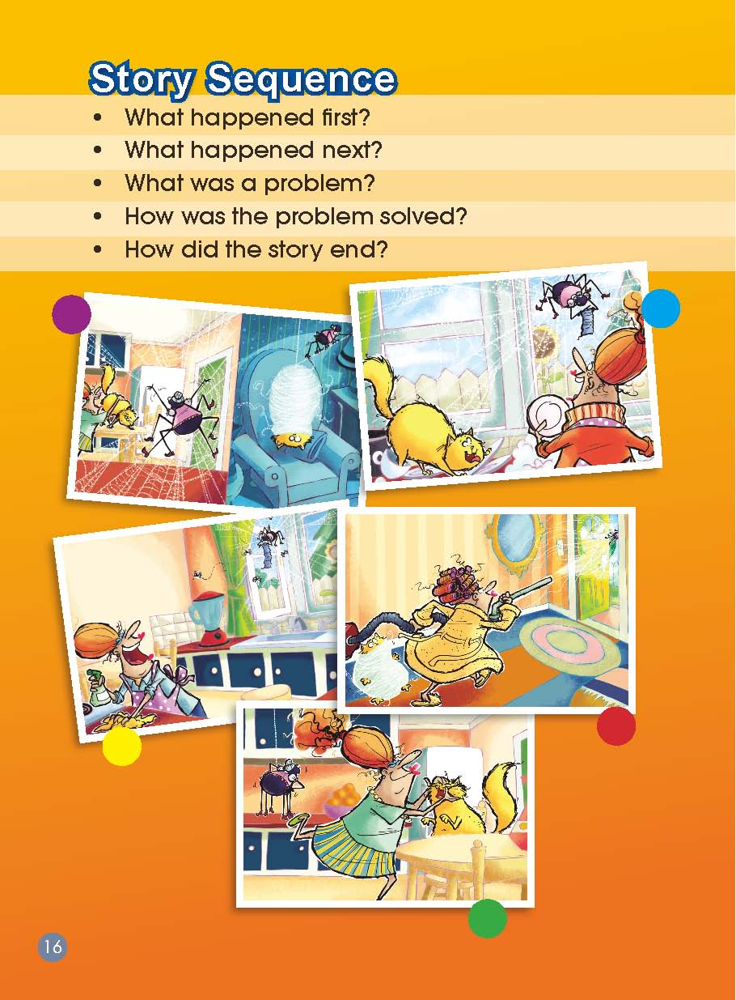 Story Sequence
• What happened first?
• What happened next?
• What was a problem?
• How was the problem solved?
• How did the story end?
16